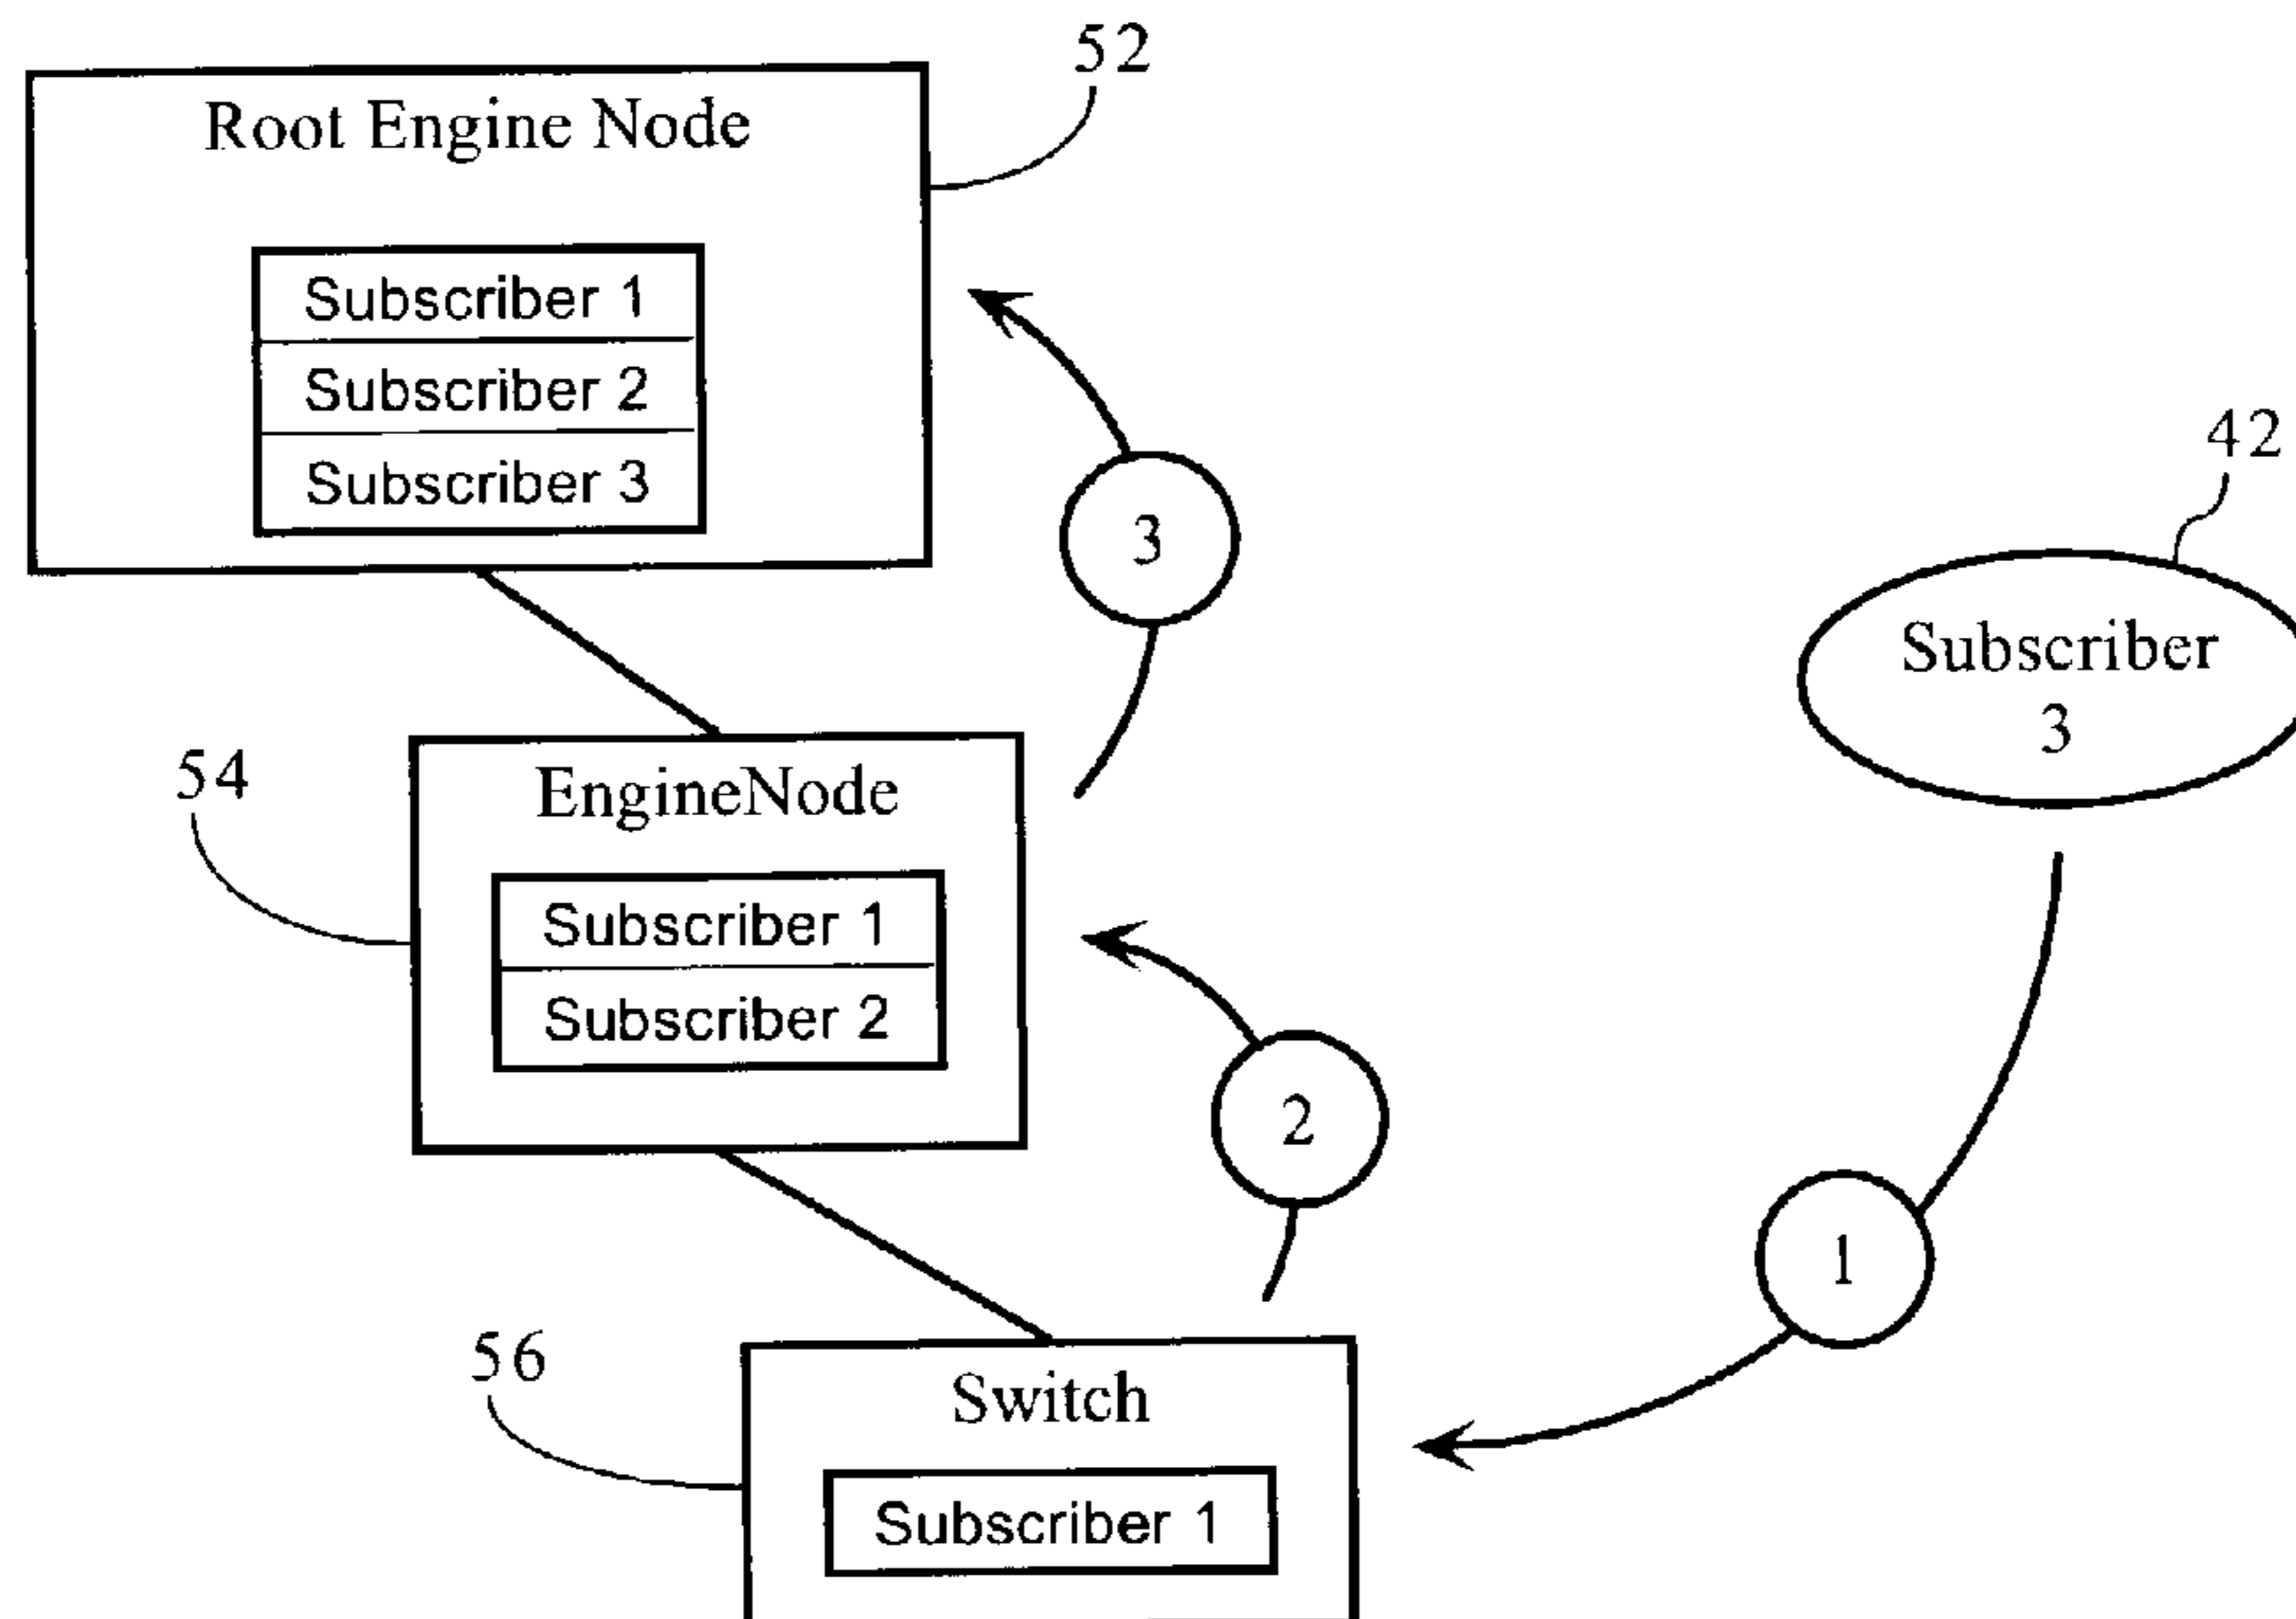 52
Root Engine Node
Subscriber 1
Subscriber 2
Subscriber 3
3
42
Subscriber
3
54
EngineNode
Subscriber 1
Subscriber 2
2
1
56
Switch
Subscriber 1